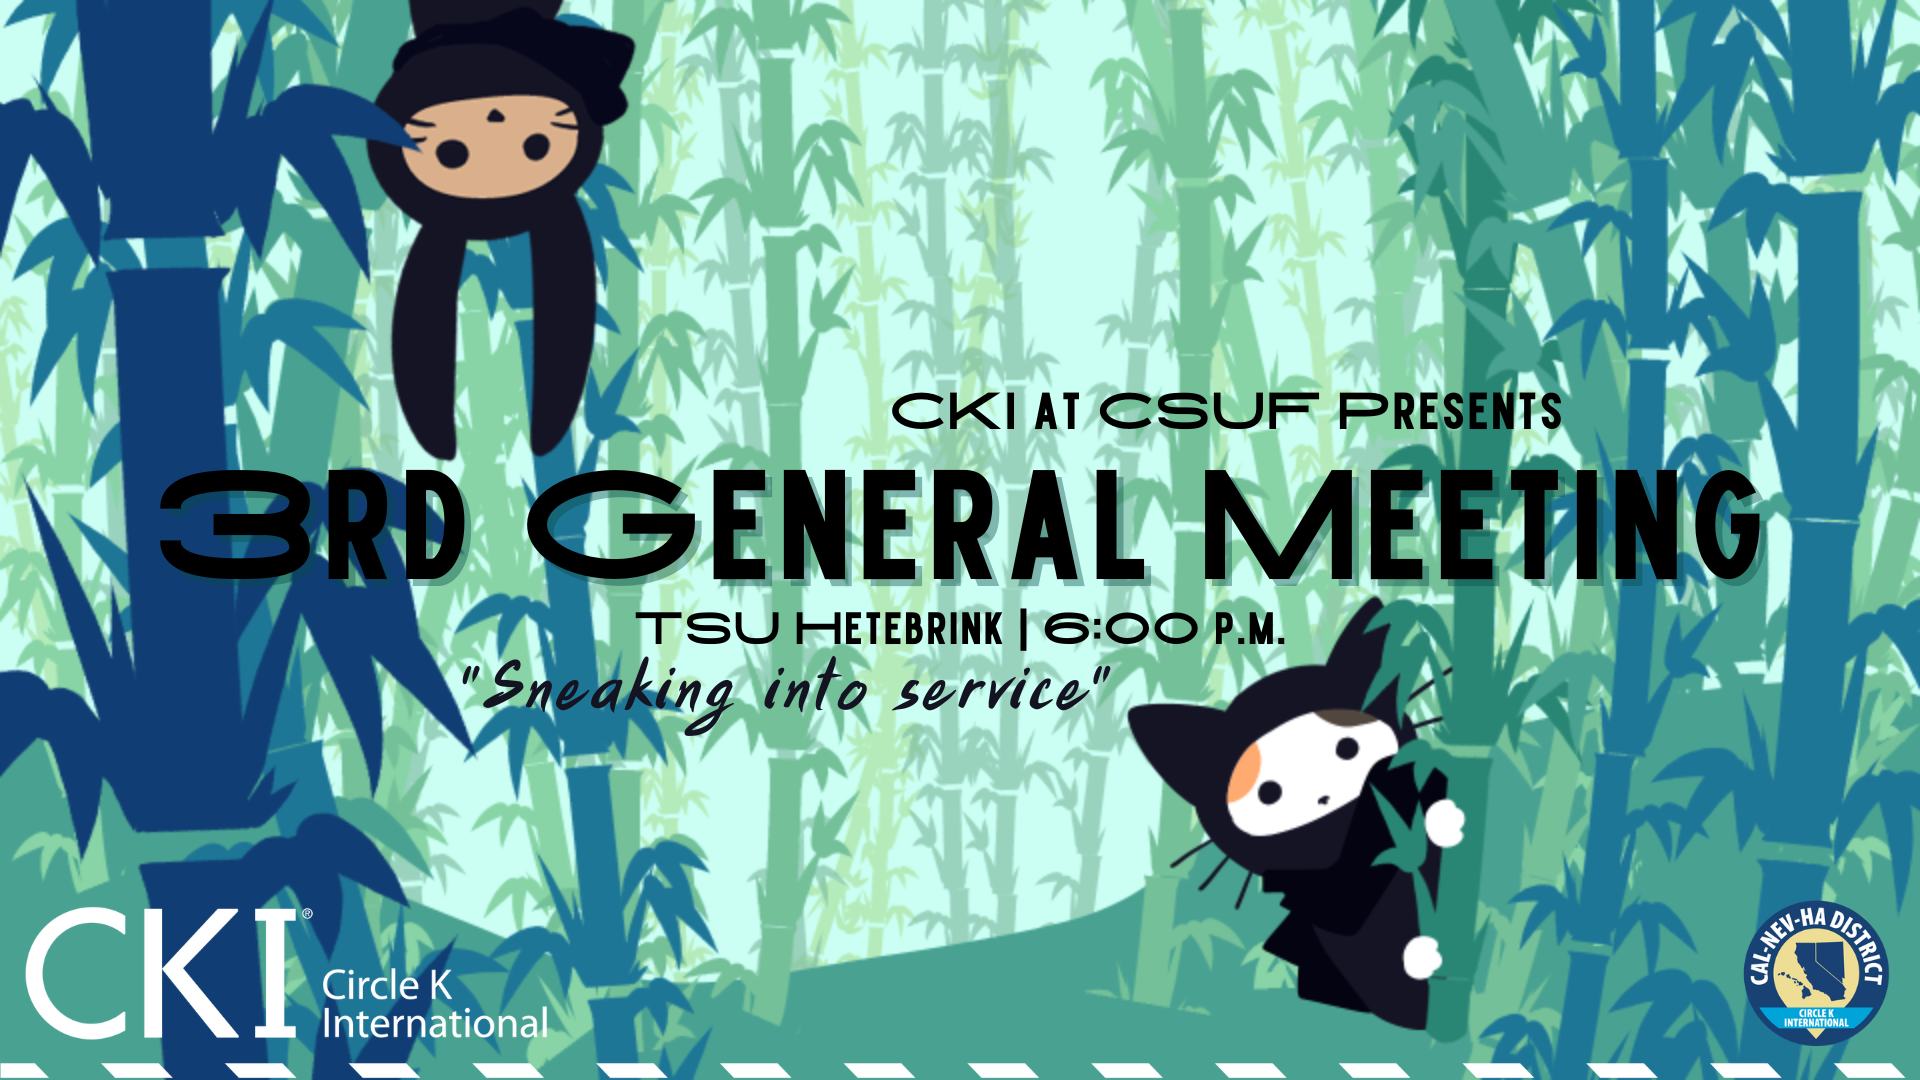 CKI AT CSUF PRESENTS
3RD GENERAL MEETING
TSU HETEBRINK | 6:00 P.M.
"Sneaking into service"
CKI®
Circle K
International
CAL-NEV-HA DISTRICT
CIRCLE K
INTERNATIONAL